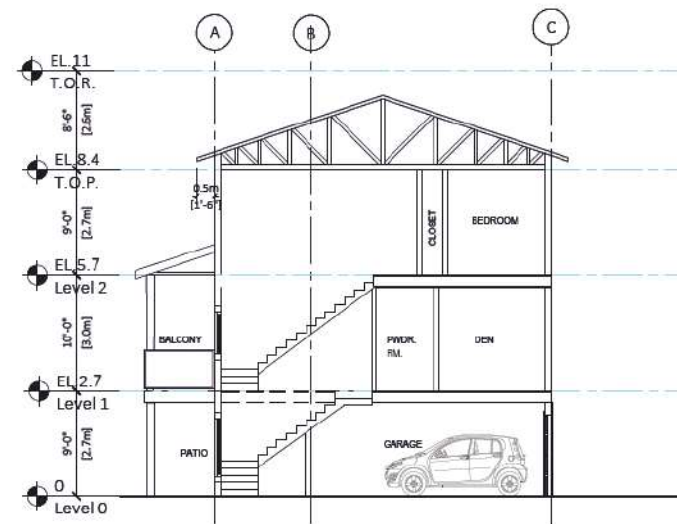 A
B
C
EL.11
T.O.R.
8'-6"
[2.6m]
EL.8.4
T.O.P.
0.5m
[1'-6"]
9'-0"
[2.7m]
CLOSET
BEDROOM
EL.5.7
Level 2
10'-0"
[3.0m]
BALCONY
PWDR.
RM.
DEN
EL.2.7
Level 1
9'-0"
[2.7m]
PATIO
GARAGE
0
Level 0